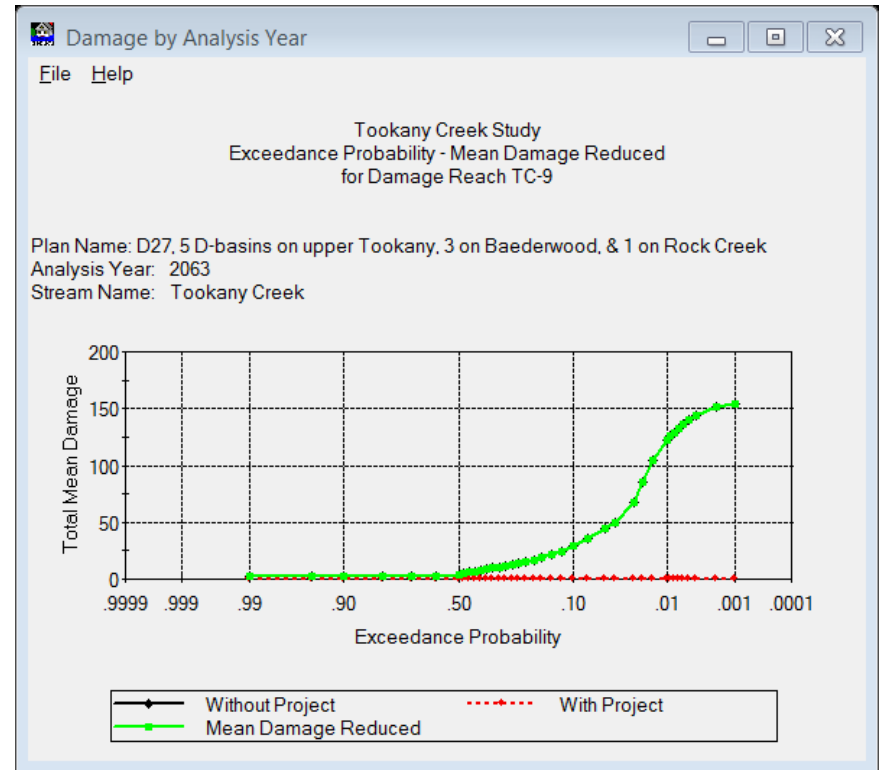 Damage by Analysis Year
File Help
Tookany Creek Study
Exceedance Probability - Mean Damage Reduced
for Damage Reach TC-9
Plan Name: D27, 5 D-basins on upper Tookany, 3 on Baederwood, & 1 on Rock Creek
Analysis Year: 2063
Stream Name: Tookany Creek
Total Mean Damage
200
150
100
50
0
.9999 .999 .99 .90 .50 .10 .01 .001 .0001
Exceedance Probability
Without Project With Project
Mean Damage Reduced